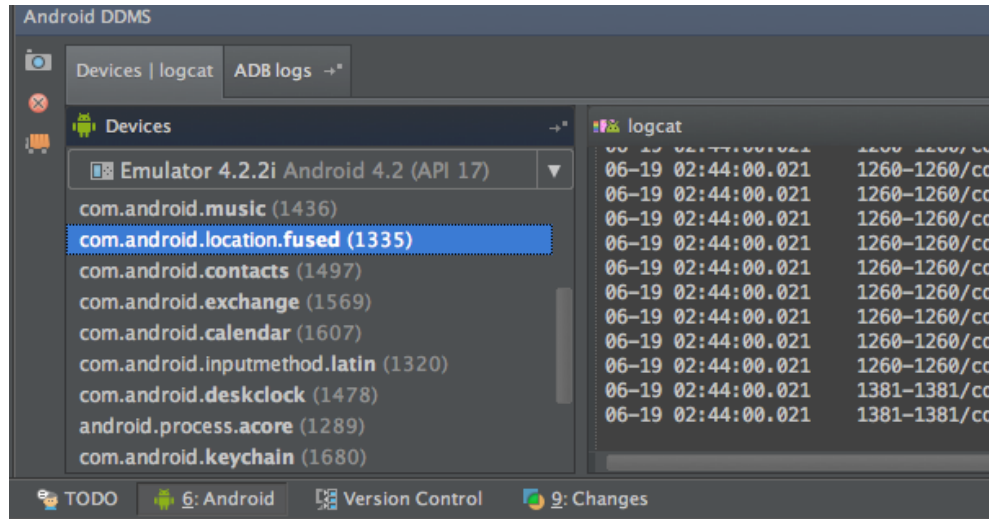 Android DDMS
Devices | logcat ADB logs
Devices
Emulator 4.2.2i Android 4.2 (API 17)
com.android.music (1436)
com.android.location.fused (1335)
com.android.contacts (1497)
com.android.exchange (1569)
com.android.calendar (1607)
com.android.inputmethod.latin (1320)
com.android.deskclock (1478)
android.process.acore (1289)
com.android.keychain (1680)
logcat
06-19 02:44:00.021 1260-1260/co
06-19 02:44:00.021 1260-1260/co
06-19 02:44:00.021 1260-1260/co
06-19 02:44:00.021 1260-1260/co
06-19 02:44:00.021 1260-1260/co
06-19 02:44:00.021 1260-1260/co
06-19 02:44:00.021 1260-1260/co
06-19 02:44:00.021 1260-1260/co
06-19 02:44:00.021 1260-1260/co
06-19 02:44:00.021 1260-1260/co
06-19 02:44:00.021 1381-1381/co
06-19 02:44:00.021 1381-1381/co
TODO 6: Android Version Control 9: Changes